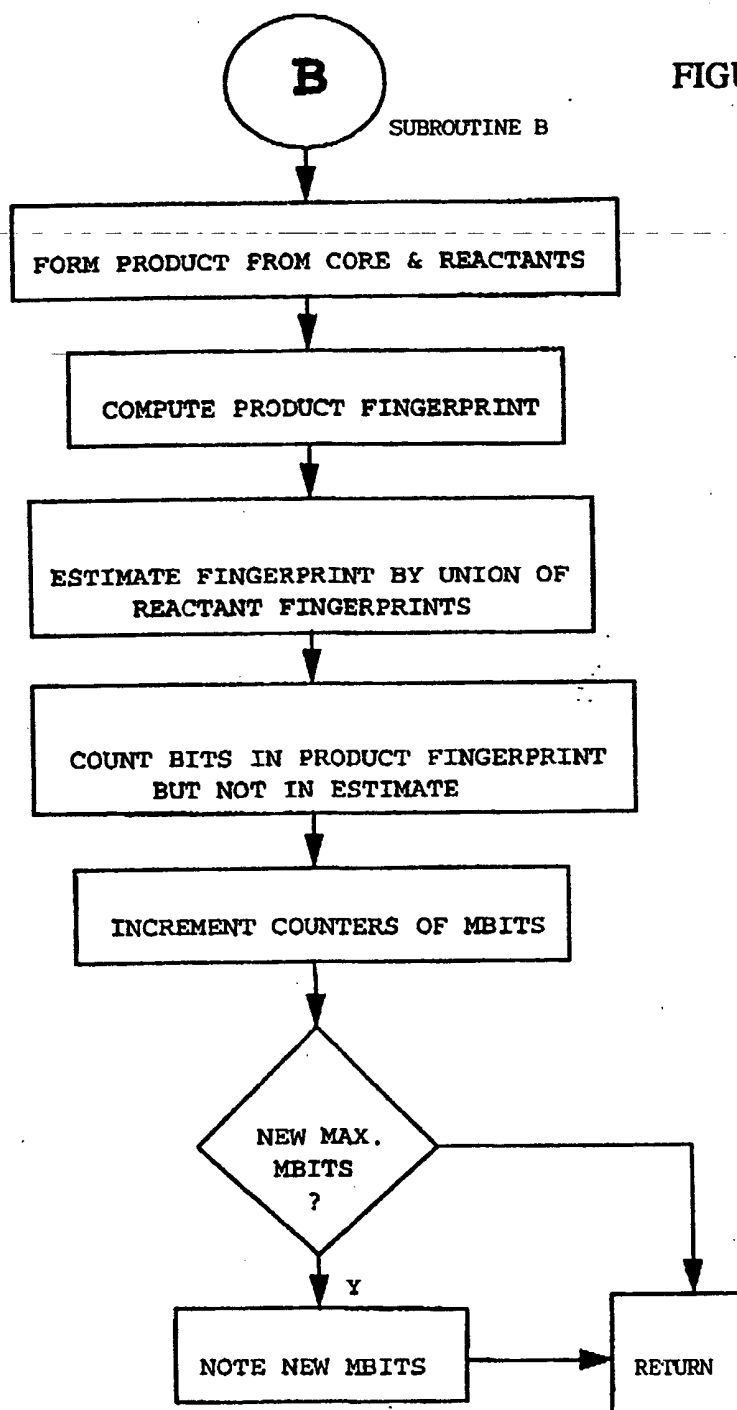 B
FIGU
SUBROUTINE B
FORM PRODUCT FROM CORE & REACTANTS
COMPUTE PRODUCT FINGERPRINT
ESTIMATE FINGERPRINT BY UNION OF
REACTANT FINGERPRINTS
COUNT BITS IN PRODUCT FINGERPRINT
BUT NOT IN ESTIMATE
INCREMENT COUNTERS OF MBITS
NEW MAX.
MBITS
?
Y
NOTE NEW MBITS
RETURN